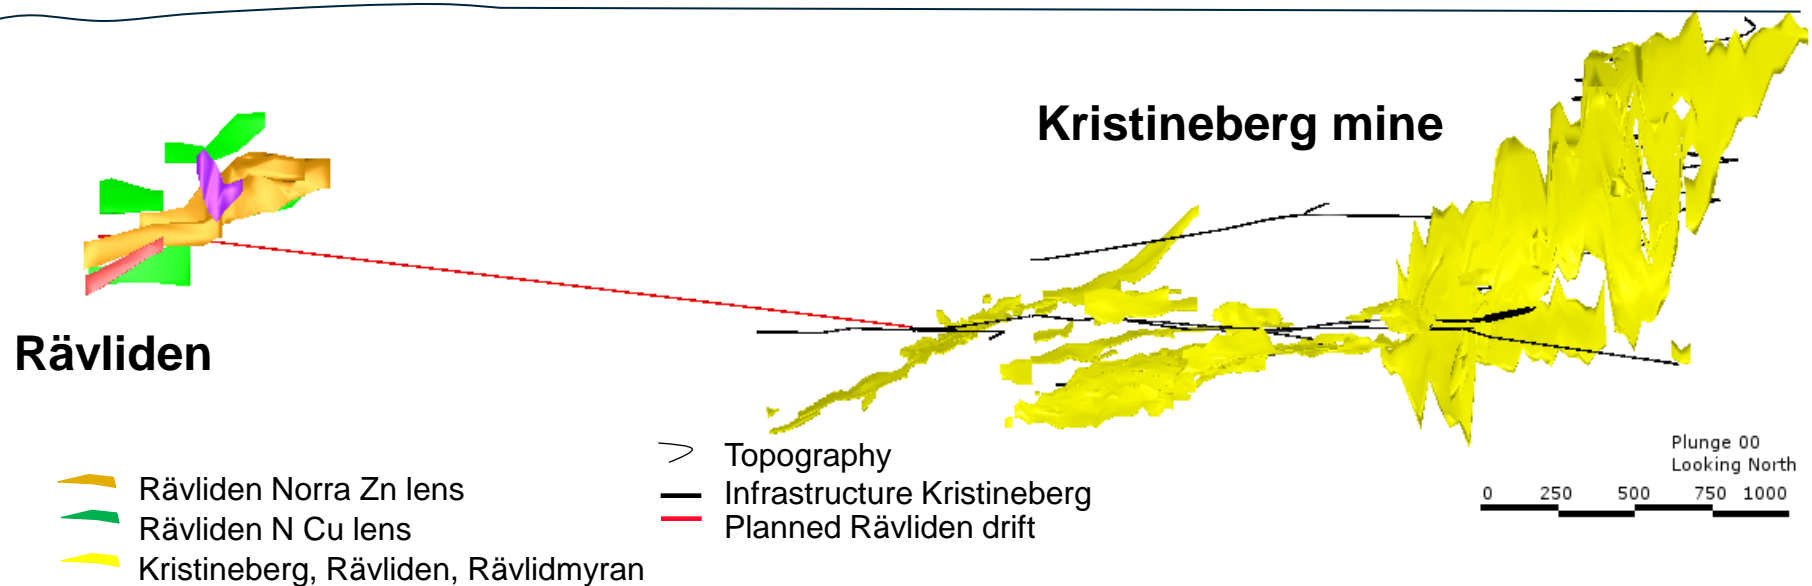 Kristineberg mine
Rävliden
Rävliden Norra Zn lens
Rävliden N Cu lens
Kristineberg, Rävliden, Rävlidmyran
Topography
Infrastructure Kristineberg
Planned Rävliden drift
Plunge 00
Looking North
0 250 500 750 1000